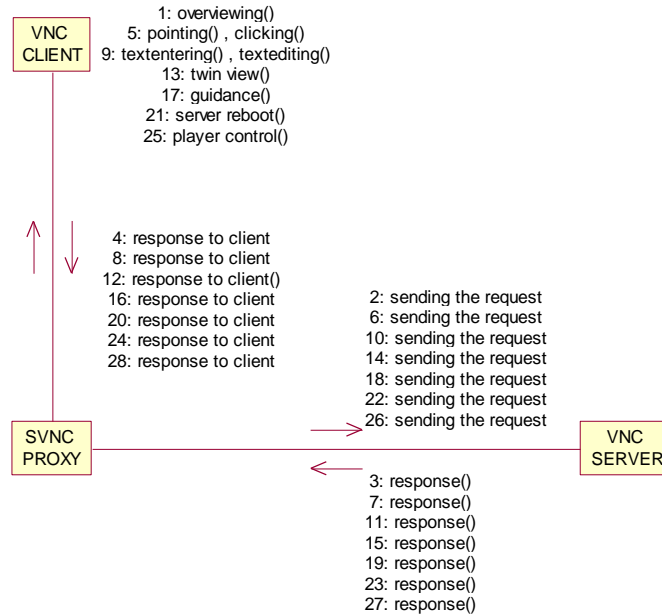 VNC
CLIENT
1: overviewing()
5: pointing() , clicking()
9: textentering() , textediting()
13: twin view()
17: guidance()
21: server reboot()
25: player control()
4: response to client
8: response to client
12: response to client()
16: response to client
20: response to client
24: response to client
28: response to client
2: sending the request
6: sending the request
10: sending the request
14: sending the request
18: sending the request
22: sending the request
26: sending the request
SVNC
PROXY
VNC
SERVER
3: response()
7: response()
11: response()
15: response()
19: response()
23: response()
27: response()